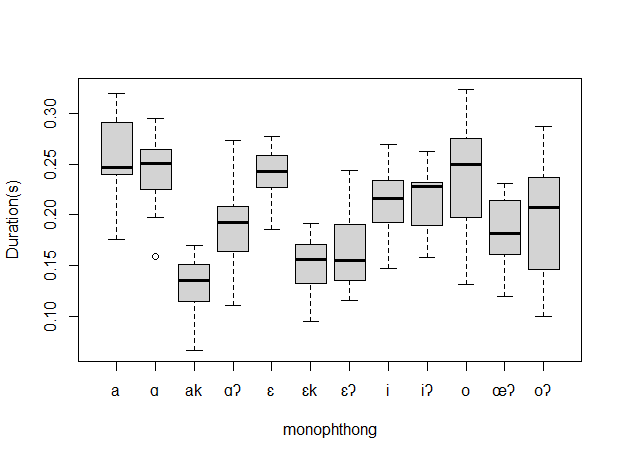 Duration(s)
0.30
0.25
0.20
0.15
0.10
a ɑ ak ɑʔ ɛ ɛk ɛʔ i iʔ o œʔ oʔ
monophthong